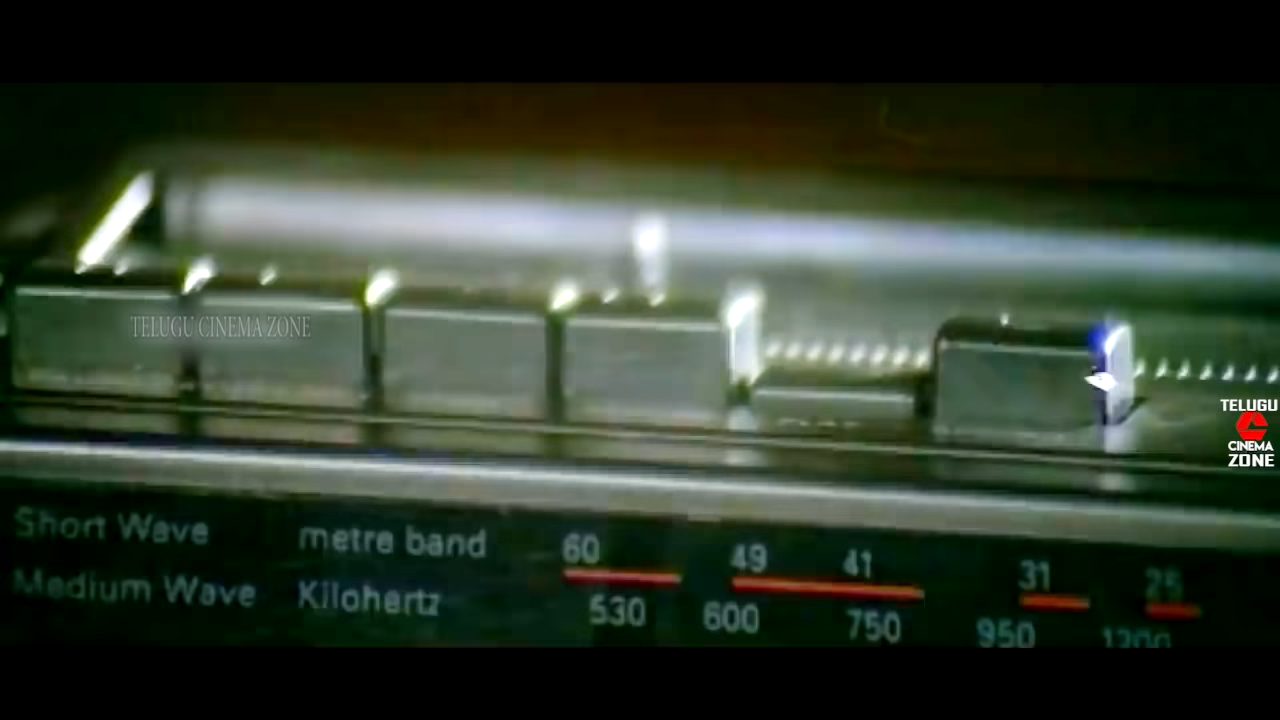 TELUGU CINEMA ZONE
TELUGU
CINEMA
ZONE
Short Wave metre band 60 49 41 31 25
Medium Wave Kilohertz 530 600 750 950 1200